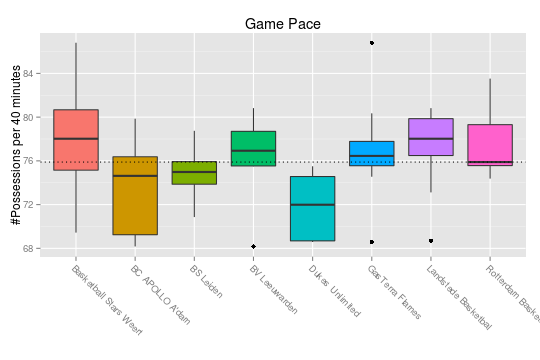 Game Pace
#Possessions per 40 minutes
84
80
76
72
68
Basketball Stars Weert
BC APOLLO A'dam
BS Leiden
BV Leeuwarden
Dukes Unlimited
GasTerra Flames
Landstede Basketbal
Rotterdam